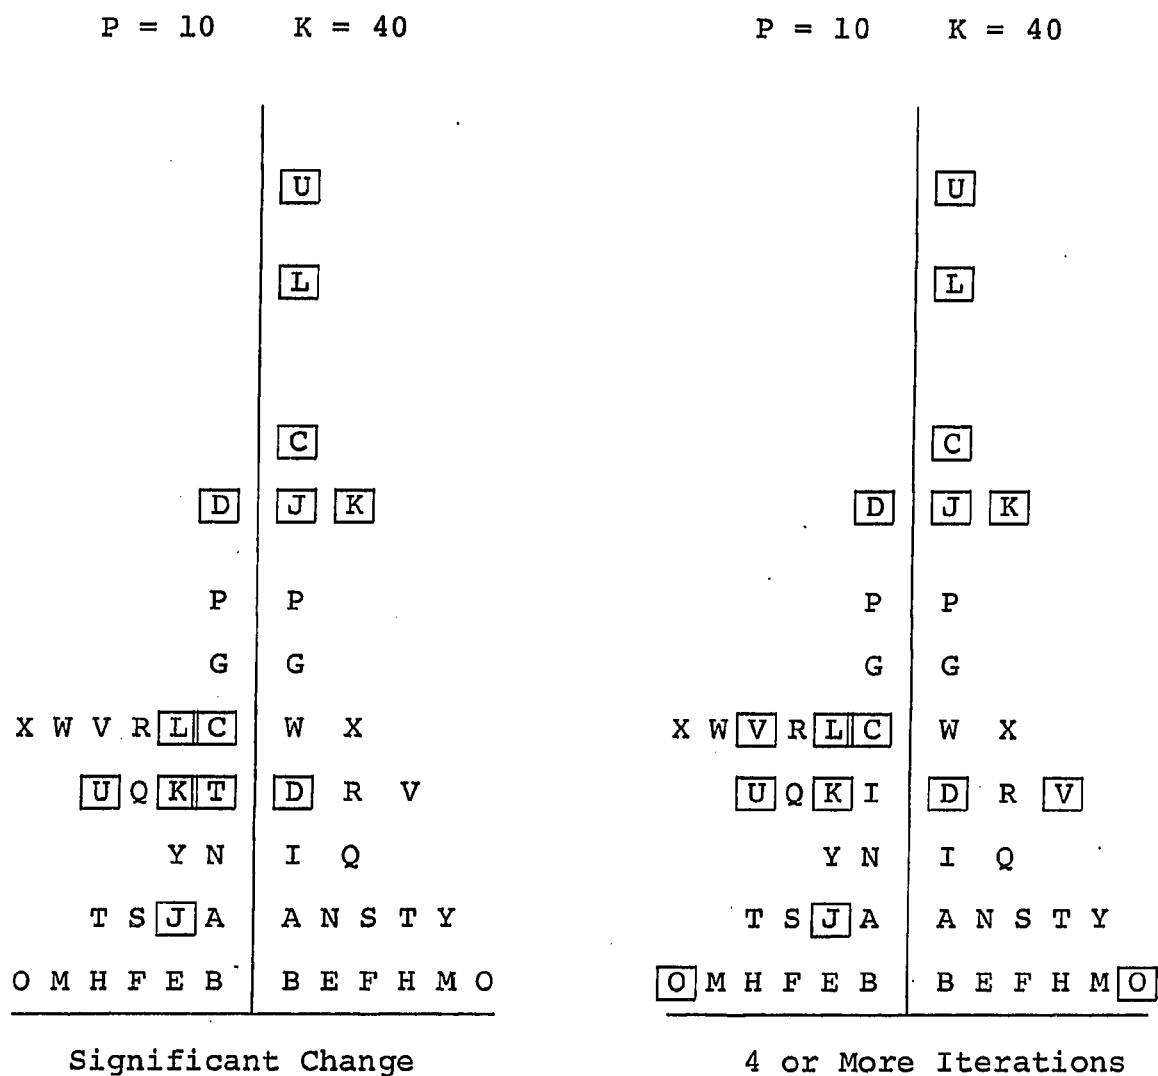 P = 10 K = 40
U
L
C
D J K
P P
G G
X W V R L C W X
U Q K T D R V
Y N I Q
T S J A A N S T Y
O M H F E B B E F H M O
Significant Change
P = 10 K = 40
U
L
C
D J K
P P
G G
X W V R L C W X
U Q K I D R V
Y N I Q
T S J A A N S T Y
O M H F E B B E F H M O
4 or More Iterations